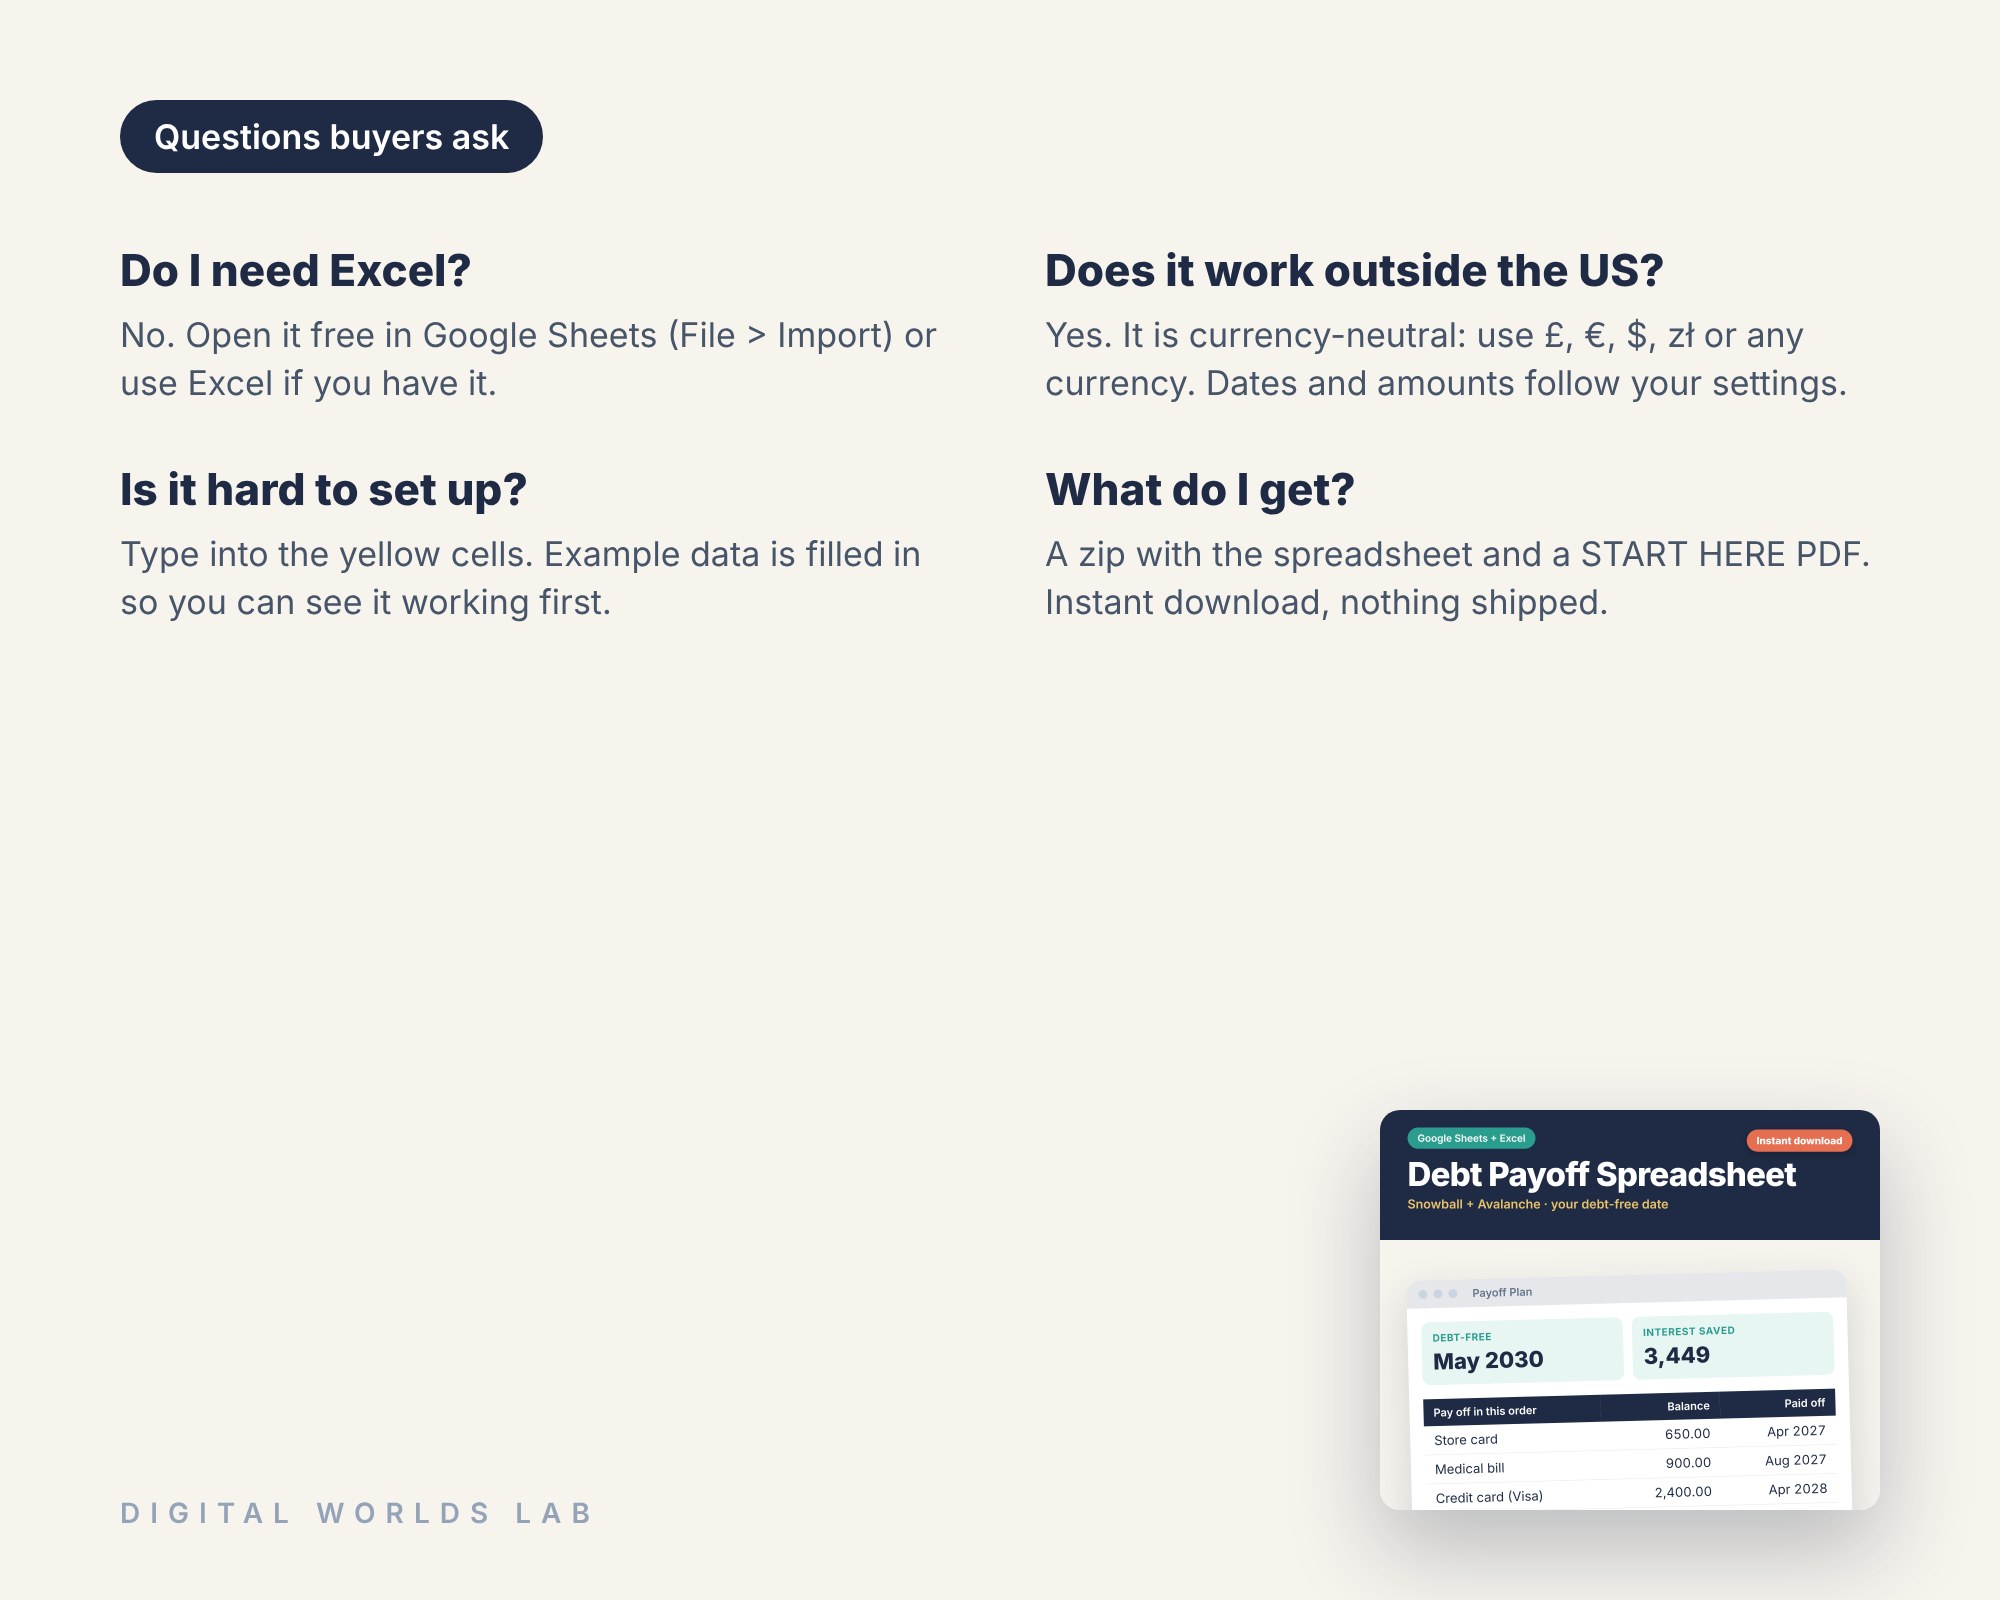 Questions buyers ask
Do I need Excel?
No. Open it free in Google Sheets (File > Import) or
use Excel if you have it.
Does it work outside the US?
Yes. It is currency-neutral: use £, €, $, zł or any
currency. Dates and amounts follow your settings.
Is it hard to set up?
Type into the yellow cells. Example data is filled in
so you can see it working first.
What do I get?
A zip with the spreadsheet and a START HERE PDF.
Instant download, nothing shipped.
Google Sheets + Excel
Instant download
Debt Payoff Spreadsheet
Snowball + Avalanche · your debt-free date
Payoff Plan
DEBT-FREE
May 2030
INTEREST SAVED
3,449
Pay off in this order Balance Paid off
Store card 650.00 Apr 2027
Medical bill 900.00 Aug 2027
Credit card (Visa) 2,400.00 Apr 2028
DIGITAL WORLDS LAB